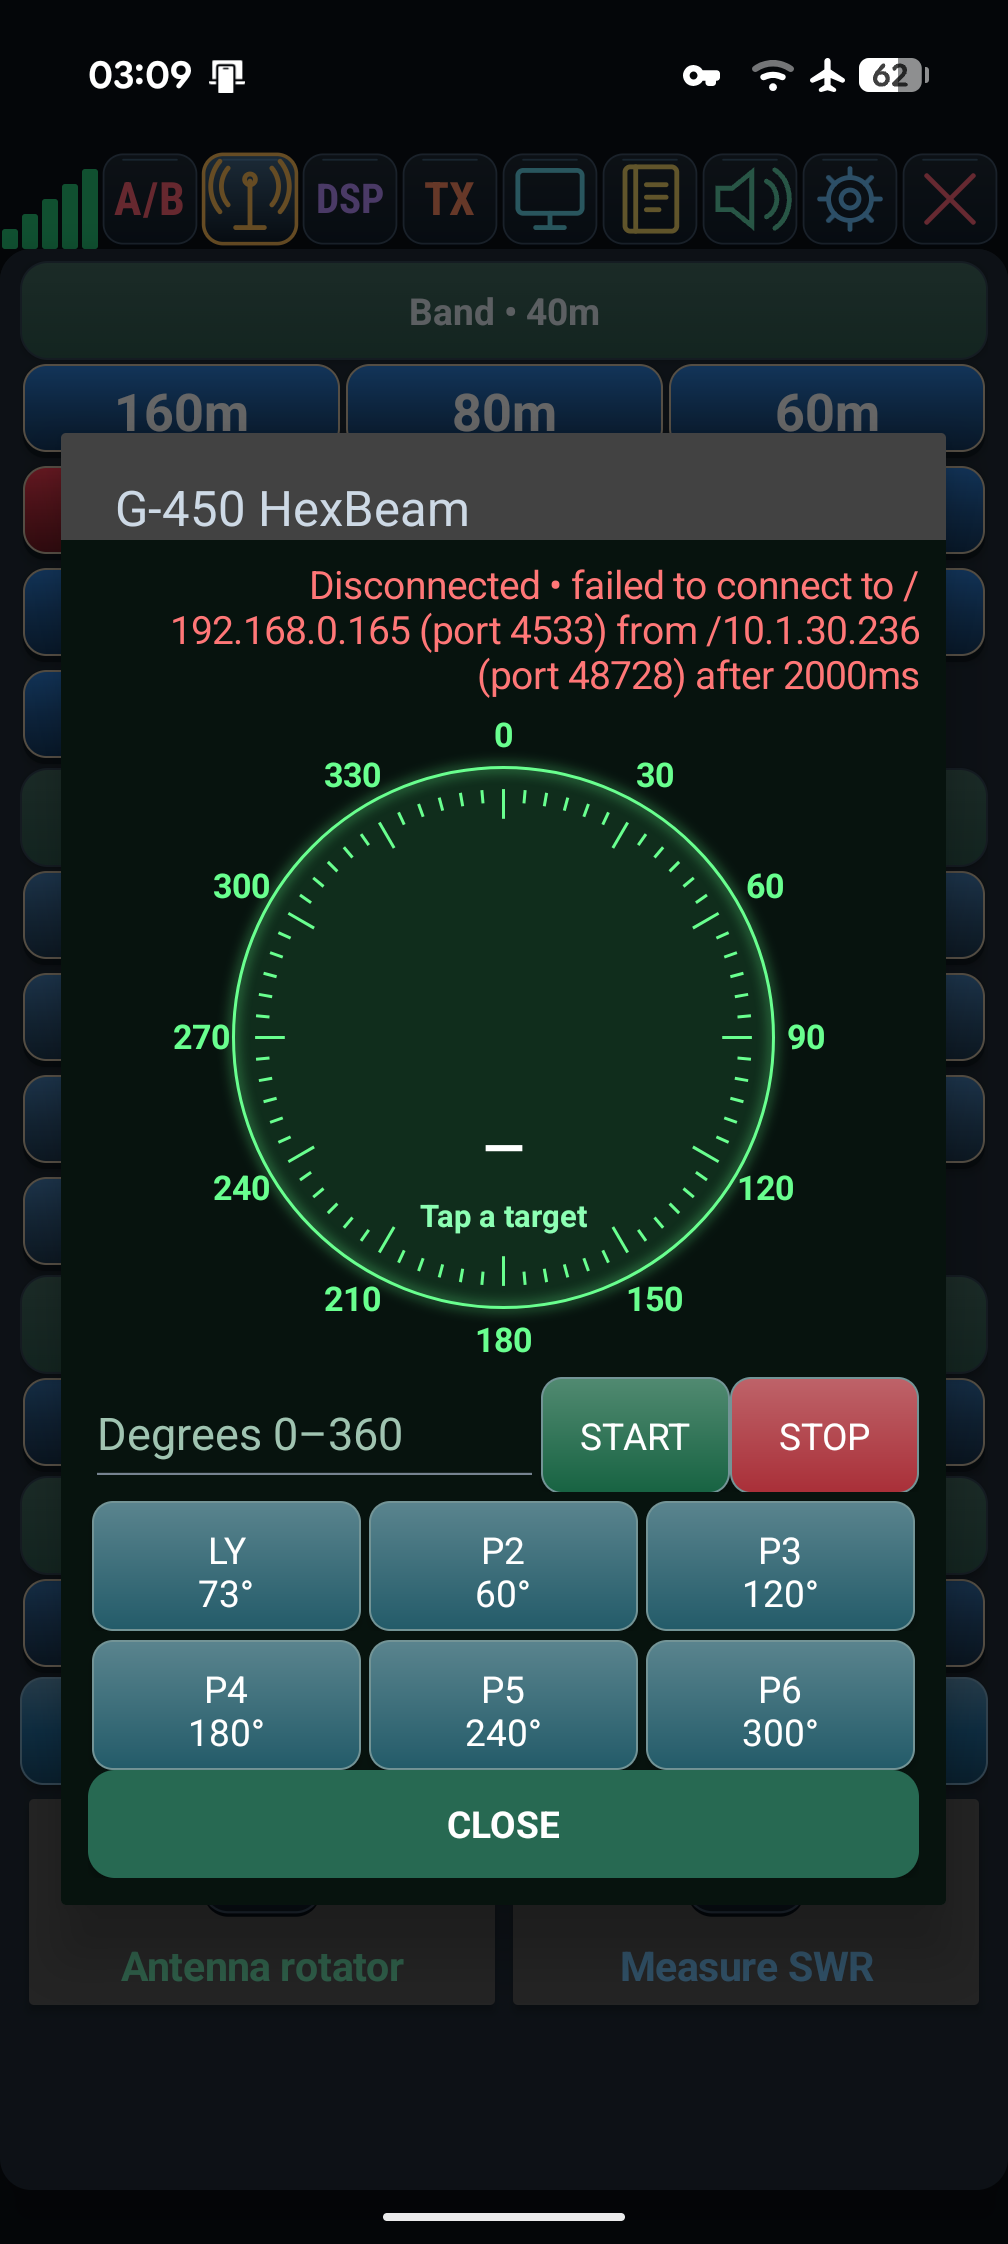 03:09
62
A/B
DSP
TX
Band • 40m
160m
80m
60m
G-450 HexBeam
Disconnected • failed to connect to /
192.168.0.165 (port 4533) from /10.1.30.236
(port 48728) after 2000ms
0
330
30
300
60
270
90
240
120
Tap a target
210
150
180
Degrees 0–360
START
STOP
LY
73°
P2
60°
P3
120°
P4
180°
P5
240°
P6
300°
CLOSE
Antenna rotator
Measure SWR